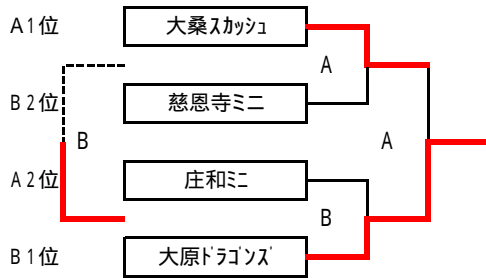 A1位 大桑スカッシュ
A
B2位 慈恩寺ミニ
B A
A2位 庄和ミニ
B
B1位 大原ドラゴンズ